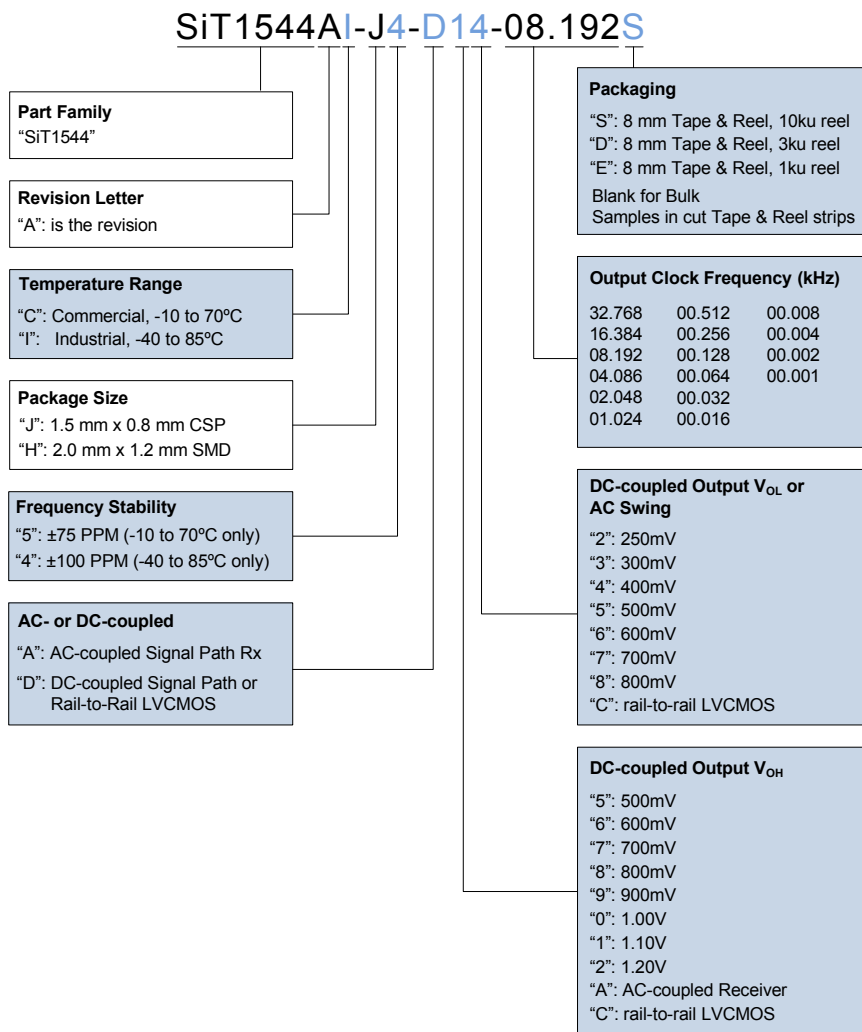 SiT1544AI-J4-D14-08.192S
Part Family
“SiT1544”
Revision Letter
“A”: is the revision
Temperature Range
“C”: Commercial, -10 to 70ºC
“I”: Industrial, -40 to 85ºC
Package Size
“J”: 1.5 mm x 0.8 mm CSP
“H”: 2.0 mm x 1.2 mm SMD
Frequency Stability
“5”: ±75 PPM (-10 to 70ºC only)
“4”: ±100 PPM (-40 to 85ºC only)
AC- or DC-coupled
“A”: AC-coupled Signal Path Rx
“D”: DC-coupled Signal Path or
Rail-to-Rail LVCMOS
Packaging
“S”: 8 mm Tape & Reel, 10ku reel
“D”: 8 mm Tape & Reel, 3ku reel
“E”: 8 mm Tape & Reel, 1ku reel
Blank for Bulk
Samples in cut Tape & Reel strips
Output Clock Frequency (kHz)
32.768 00.512 00.008
16.384 00.256 00.004
08.192 00.128 00.002
04.086 00.064 00.001
02.048 00.032
01.024 00.016
DC-coupled Output VOL or
AC Swing
“2”: 250mV
“3”: 300mV
“4”: 400mV
“5”: 500mV
“6”: 600mV
“7”: 700mV
“8”: 800mV
“C”: rail-to-rail LVCMOS
DC-coupled Output VOH
“5”: 500mV
“6”: 600mV
“7”: 700mV
“8”: 800mV
“9”: 900mV
“0”: 1.00V
“1”: 1.10V
“2”: 1.20V
“A”: AC-coupled Receiver
“C”: rail-to-rail LVCMOS